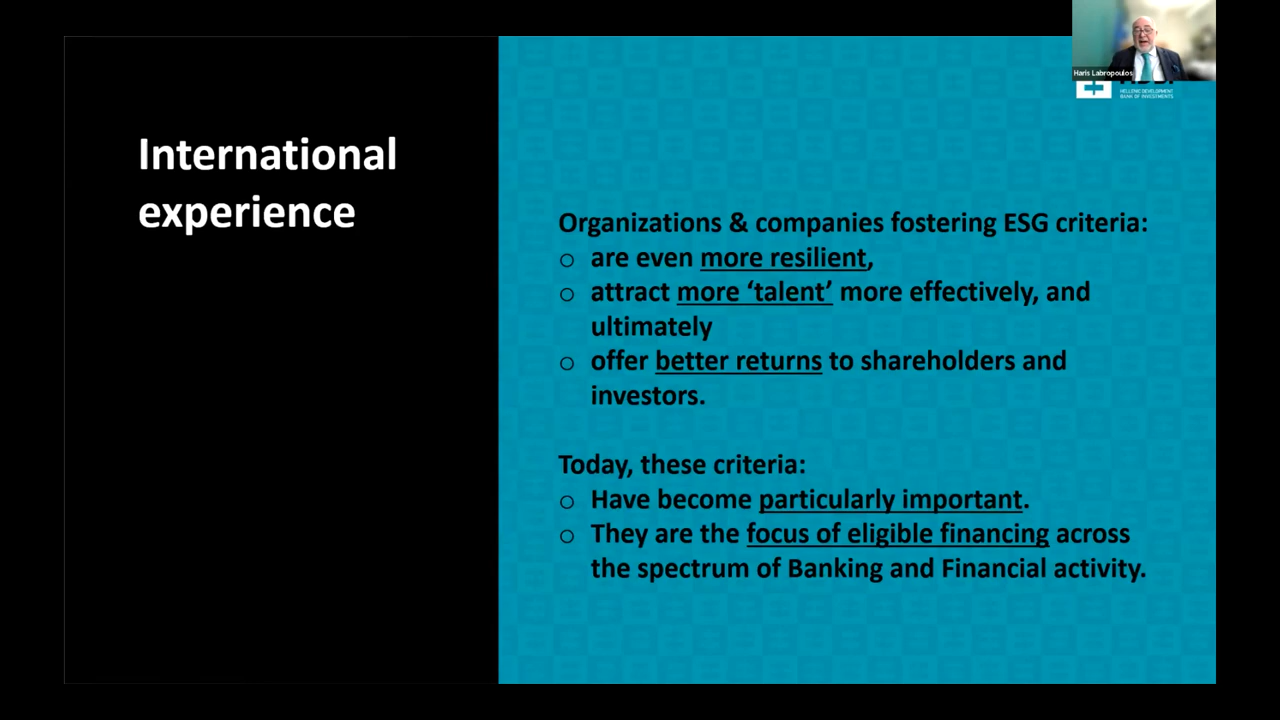 Haris Labropoulos
HELLENIC DEVELOPMENT
BANK OF INVESTMENTS
International
experience
Organizations & companies fostering ESG criteria:
o are even more resilient,
o attract more ‘talent’ more effectively, and
ultimately
o offer better returns to shareholders and
investors.
Today, these criteria:
o Have become particularly important.
o They are the focus of eligible financing across
the spectrum of Banking and Financial activity.